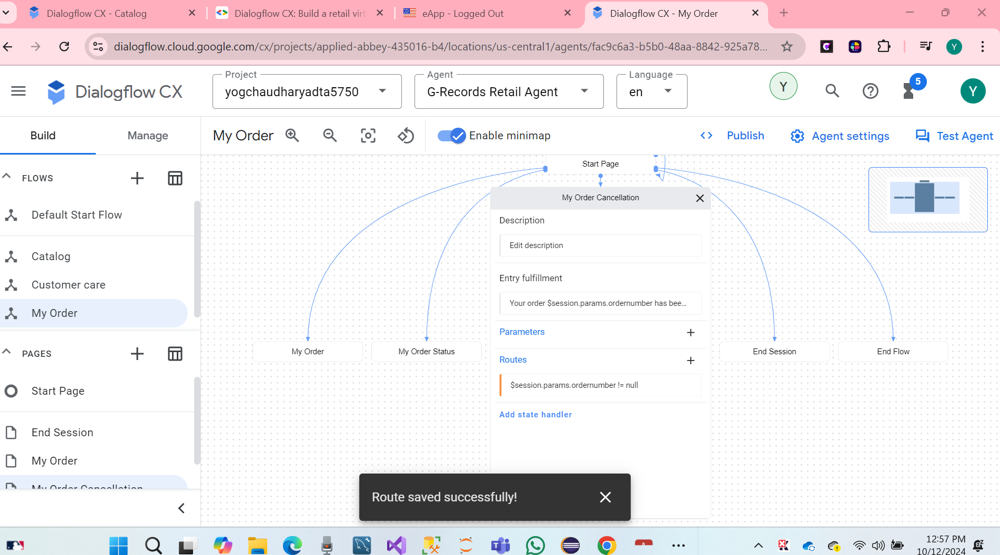 Dialogflow CX - Catalog
Dialogflow CX: Build a retail virt
eApp - Logged Out
Dialogflow CX - My Order
dialogflow.cloud.google.com/cx/projects/applied-abbey-435016-b4/locations/us-central1/agents/fac9c6a3-b5b0-48aa-8842-925a78...
Y
Dialogflow CX
Project
yogchaudharyadta5750
Agent
G-Records Retail Agent
Language
en
Y
5
Y
Build
Manage
My Order
Enable minimap
Publish
Agent settings
Test Agent
FLOWS
Default Start Flow
Catalog
Customer care
My Order
PAGES
Start Page
End Session
My Order
My Order Cancellation
Start Page
My Order Cancellation
Description
Edit description
Entry fulfillment
Your order $session.params.ordernumber has bee...
Parameters
Routes
$session.params.ordernumber != null
Add state handler
My Order
My Order Status
End Session
End Flow
Route saved successfully!
12:57 PM
10/12/2024